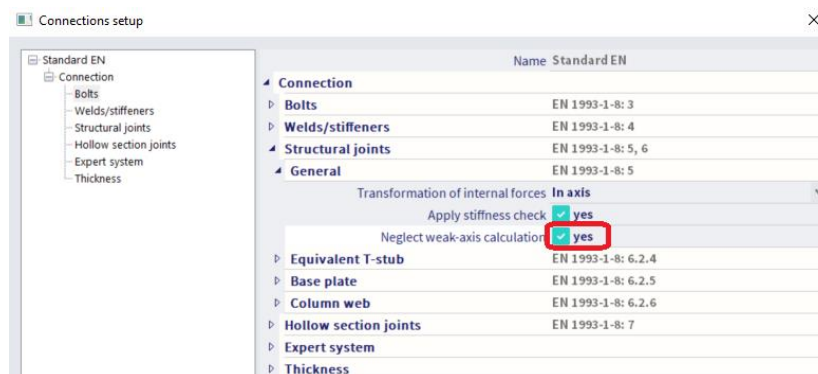 Connections setup
Standard EN
Connection
Bolts
Welds/stiffeners
Structural joints
Hollow section joints
Expert system
Thickness
Name Standard EN
Connection
Bolts EN 1993-1-8: 3
Welds/stiffeners EN 1993-1-8: 4
Structural joints EN 1993-1-8: 5, 6
General EN 1993-1-8: 5
Transformation of internal forces In axis
Apply stiffness check yes
Neglect weak-axis calculation yes
Equivalent T-stub EN 1993-1-8: 6.2.4
Base plate EN 1993-1-8: 6.2.5
Column web EN 1993-1-8: 6.2.6
Hollow section joints EN 1993-1-8: 7
Expert system
Thickness